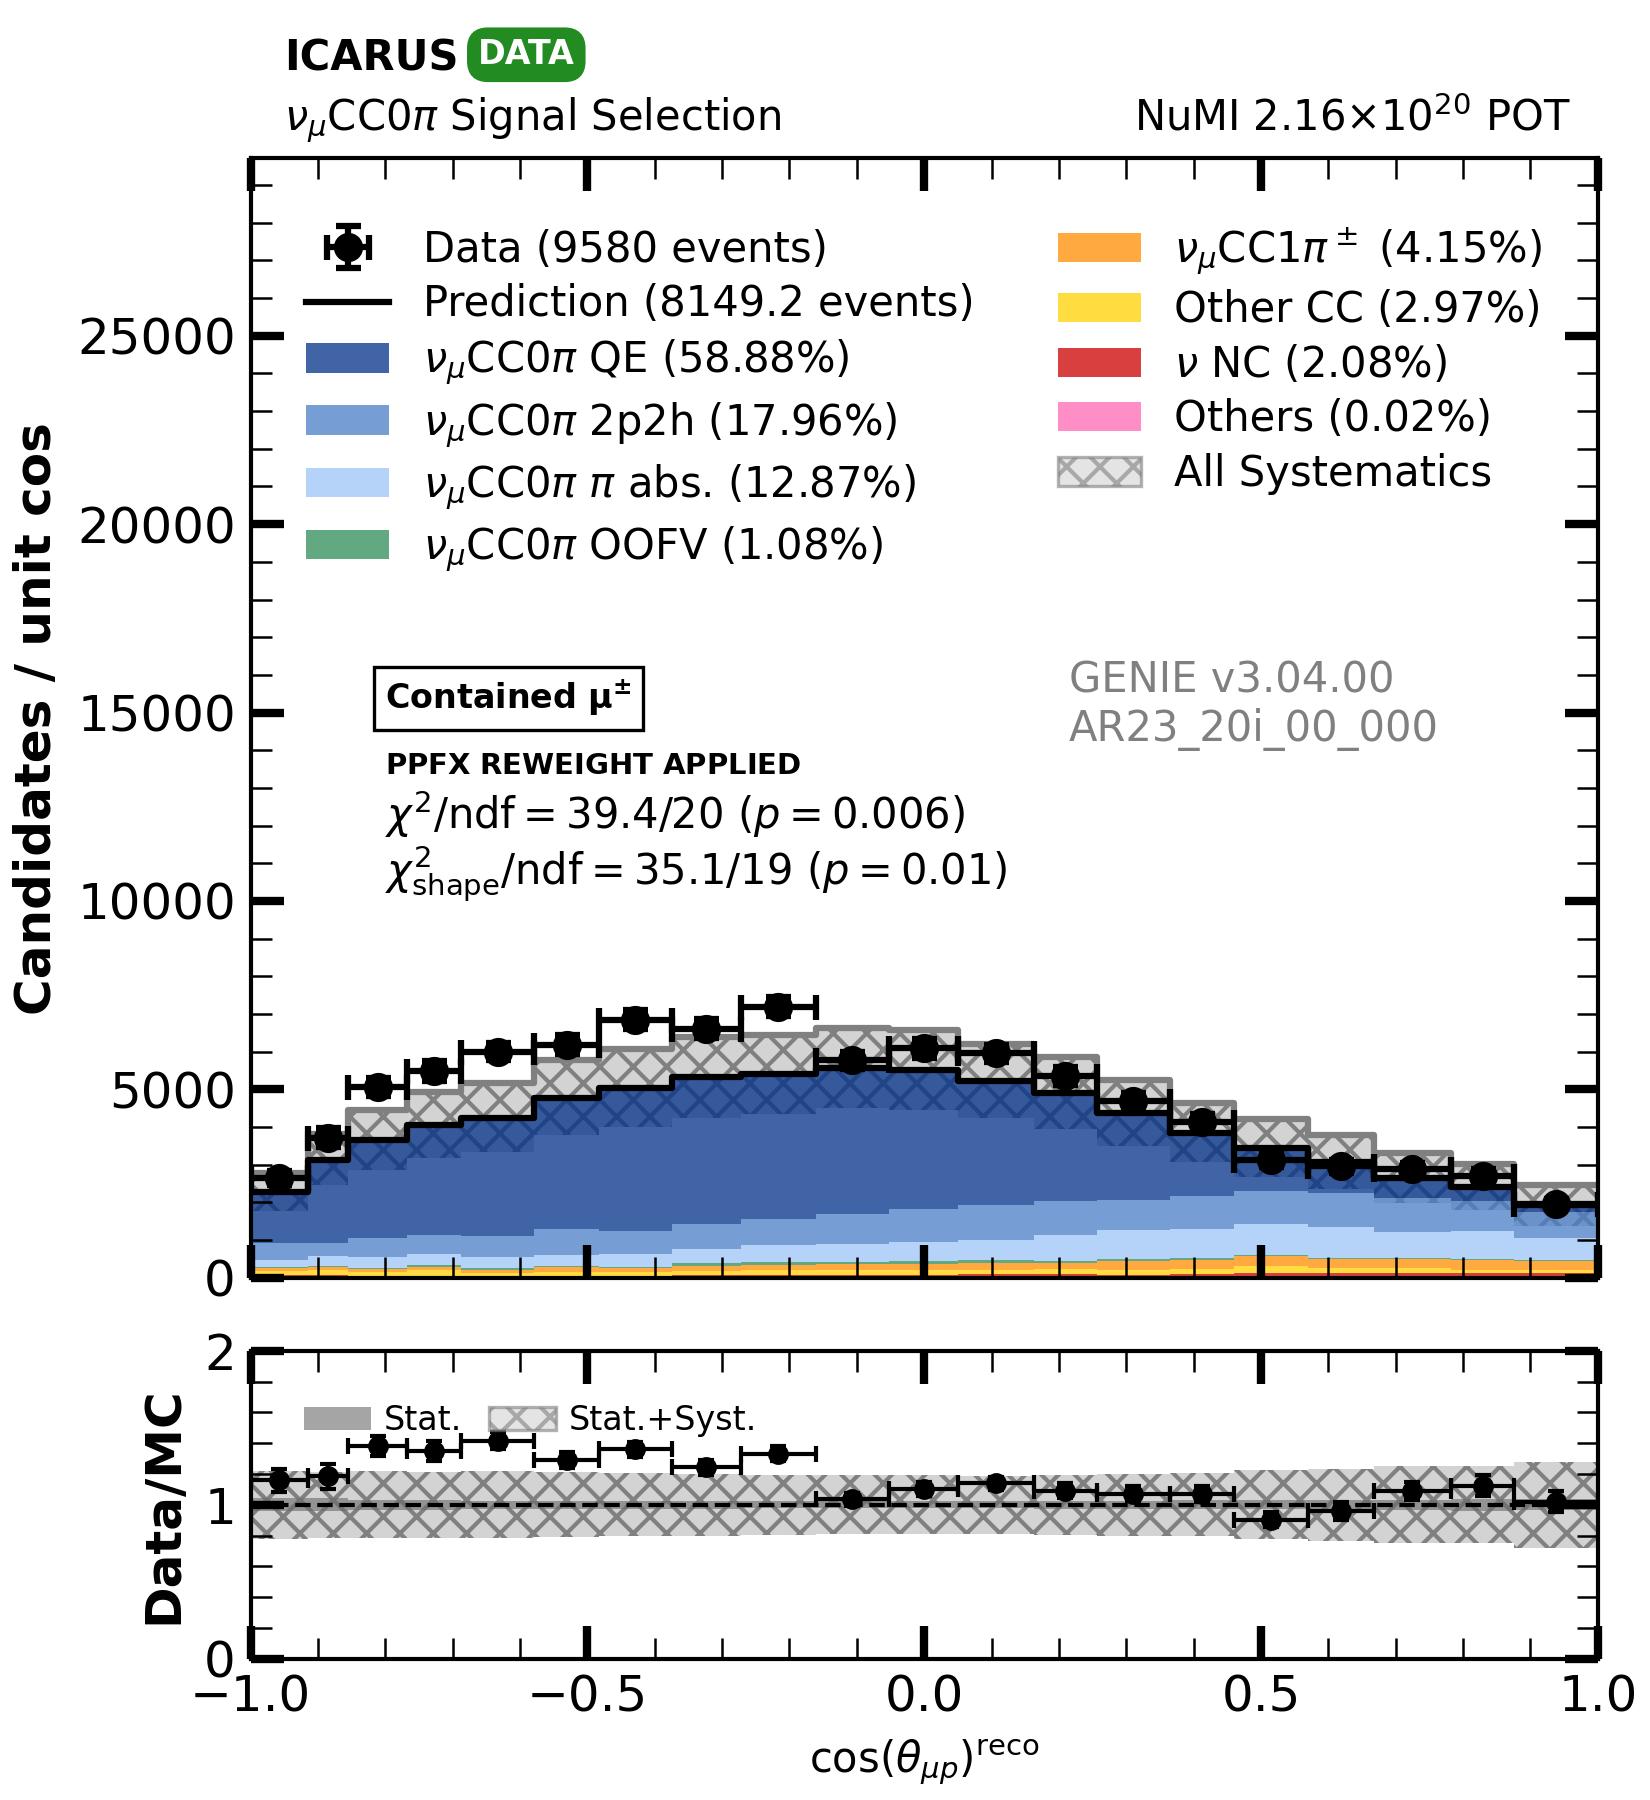 ICARUS DATA
νμCC0π Signal Selection
NuMI 2.16×10²⁰ POT
Data (9580 events)
Prediction (8149.2 events)
νμCC0π QE (58.88%)
νμCC0π 2p2h (17.96%)
νμCC0π π abs. (12.87%)
νμCC0π OOFV (1.08%)
νμCC1π± (4.15%)
Other CC (2.97%)
ν NC (2.08%)
Others (0.02%)
All Systematics
Contained μ±
PPFX REWEIGHT APPLIED
χ²/ndf = 39.4/20 (p = 0.006)
χ²shape/ndf = 35.1/19 (p = 0.01)
GENIE v3.04.00
AR23_20i_00_000
Candidates / unit cos
25000
20000
15000
10000
5000
0
Data/MC
2
1
0
Stat.
Stat.+Syst.
−1.0
−0.5
0.0
0.5
1.0
cos(θμp)reco